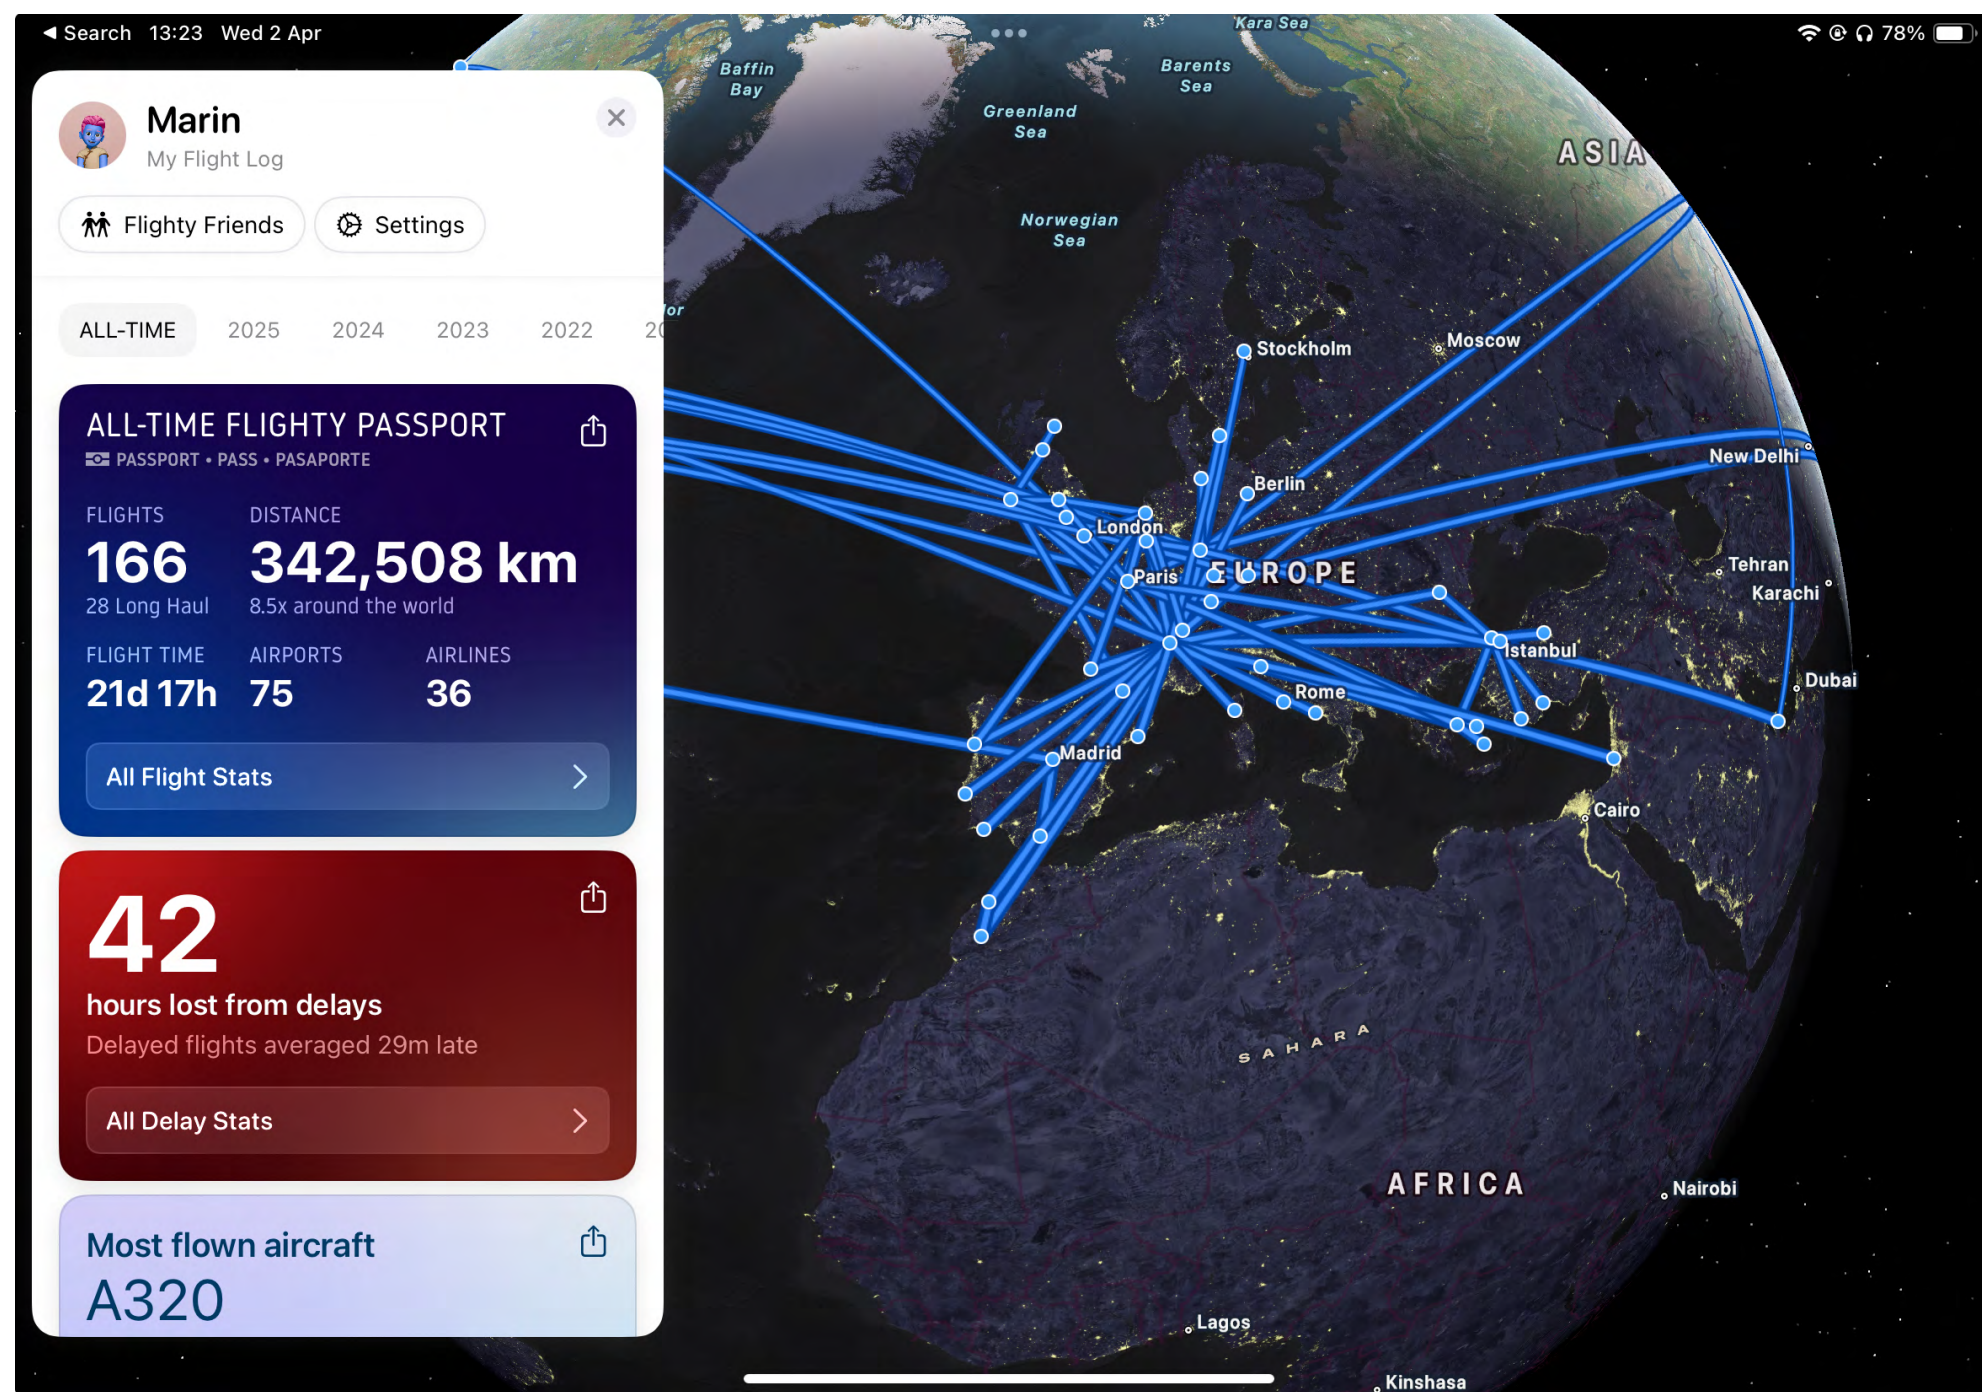 Search 13:23 Wed 2 Apr
78%
Marin
My Flight Log
Flighty Friends
Settings
ALL-TIME 2025 2024 2023 2022
ALL-TIME FLIGHTY PASSPORT
PASSPORT • PASS • PASAPORTE
FLIGHTS DISTANCE
166 342,508 km
28 Long Haul 8.5x around the world
FLIGHT TIME AIRPORTS AIRLINES
21d 17h 75 36
All Flight Stats
42
hours lost from delays
Delayed flights averaged 29m late
All Delay Stats
Most flown aircraft
A320
Kara Sea
Baffin
Bay
Barents
Sea
Greenland
Sea
ASIA
Norwegian
Sea
Moscow
Stockholm
New Delhi
Berlin
London
Tehran
EUROPE
Paris
Karachi
Istanbul
Dubai
Rome
Madrid
Cairo
SAHARA
AFRICA
Nairobi
Lagos
Kinshasa